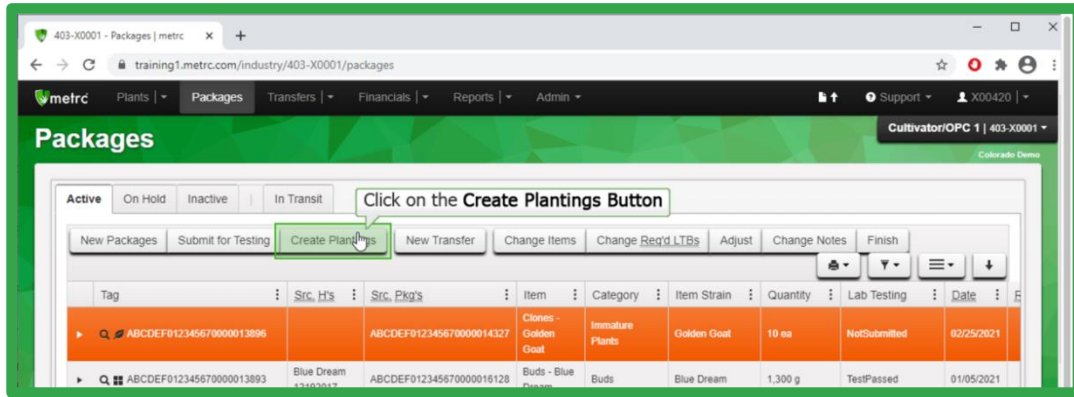 403-X0001 - Packages | metrc
training1.metrc.com/industry/403-X0001/packages
metrc Plants Packages Transfers Financials Reports Admin Support X00420
Packages
Cultivator/OPC 1 | 403-X0001
Colorado Demo
Active On Hold Inactive In Transit
Click on the Create Plantings Button
New Packages Submit for Testing Create Plantings New Transfer Change Items Change Req'd LTBs Adjust Change Notes Finish
Tag Src. H's Src. Pkg's Item Category Item Strain Quantity Lab Testing Date
ABCDEF012345670000013896 ABCDEF012345670000014327 Clones - Golden Goat Immature Plants Golden Goat 10 ea NotSubmitted 02/25/2021
ABCDEF012345670000013893 Blue Dream ABCDEF012345670000016128 Buds - Blue Dream Buds Blue Dream 1,300 g TestPassed 01/05/2021